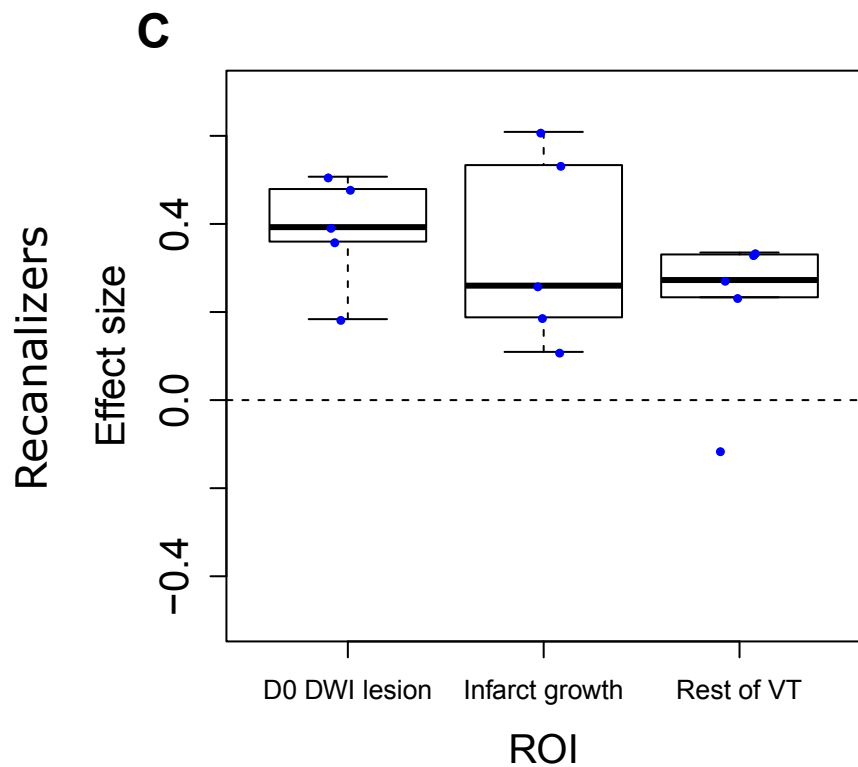 C
Recanalizers
Effect size
0.4
0.0
−0.4
D0 DWI lesion
Infarct growth
Rest of VT
ROI